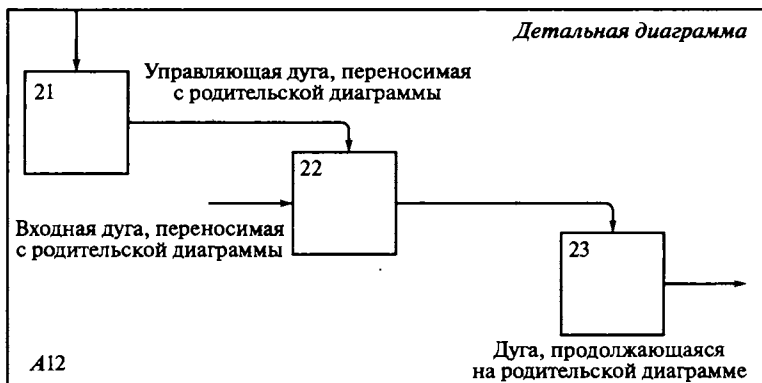 Детальная диаграмма
Управляющая дуга, переносимая
с родительской диаграммы
21
22
Входная дуга, переносимая
с родительской диаграммы
23
Дуга, продолжающаяся
на родительской диаграмме
А12